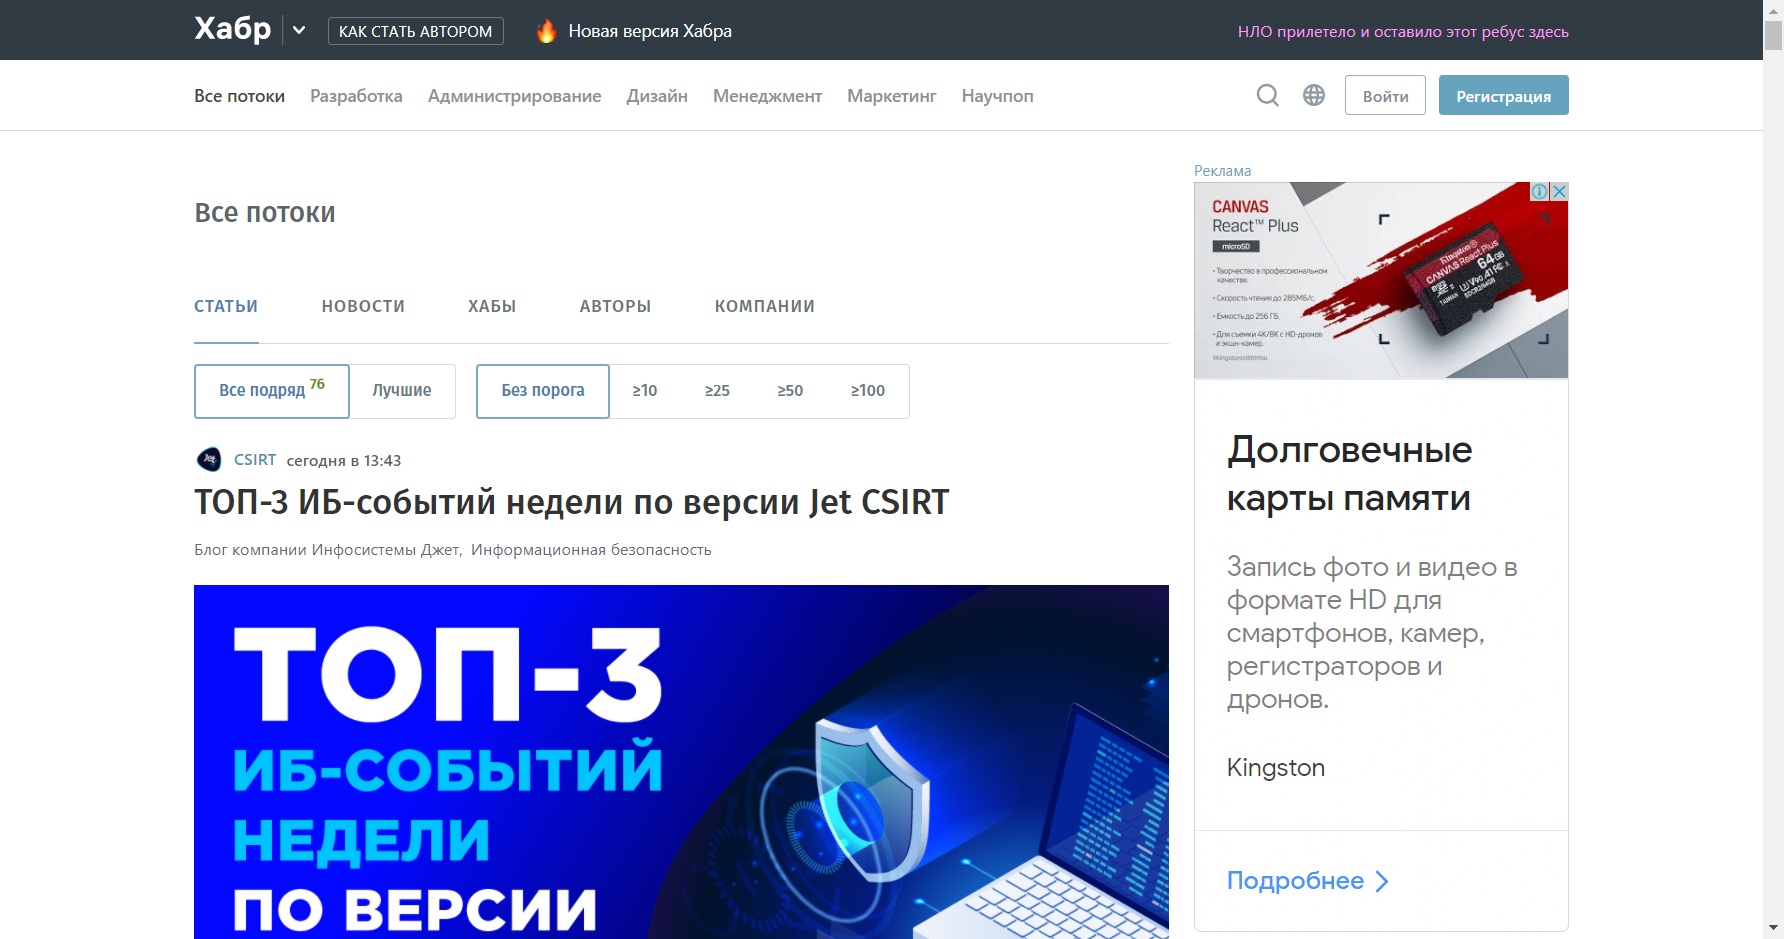 Хабр
КАК СТАТЬ АВТОРОМ
Новая версия Хабра
НЛО прилетело и оставило этот ребус здесь
Все потоки
Разработка
Администрирование
Дизайн
Менеджмент
Маркетинг
Научпоп
Войти
Регистрация
Все потоки
СТАТЬИ
НОВОСТИ
ХАБЫ
АВТОРЫ
КОМПАНИИ
Все подряд 76
Лучшие
Без порога
≥10
≥25
≥50
≥100
Jet
CSIRT сегодня в 13:43
ТОП-3 ИБ-событий недели по версии Jet CSIRT
Блог компании Инфосистемы Джет, Информационная безопасность
ТОП-3
ИБ-СОБЫТИЙ
НЕДЕЛИ
ПО ВЕРСИИ
Реклама
CANVAS
React™ Plus
microSD
• Творчество в профессиональном
качестве.
• Скорость чтения до 285МБ/с.
• Емкость до 256 ГБ.
• Для съемки 4K/8K с HD-дронов
и экшн-камер.
#KingstonIsWithYou
Kingston®
CANVAS React Plus
64GB
TAIWAN
Долговечные
карты памяти
Запись фото и видео в
формате HD для
смартфонов, камер,
регистраторов и
дронов.
Kingston
Подробнее